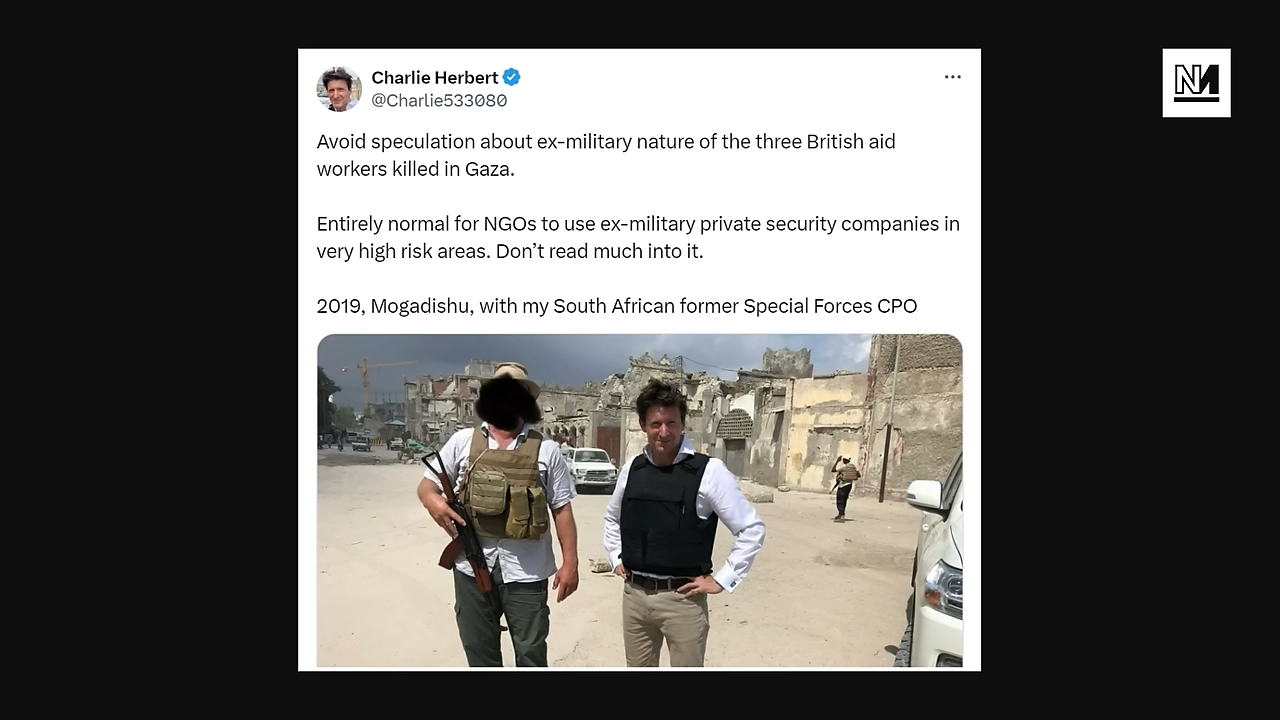 Charlie Herbert
@Charlie533080
Avoid speculation about ex-military nature of the three British aid
workers killed in Gaza.
Entirely normal for NGOs to use ex-military private security companies in
very high risk areas. Don’t read much into it.
2019, Mogadishu, with my South African former Special Forces CPO
NM